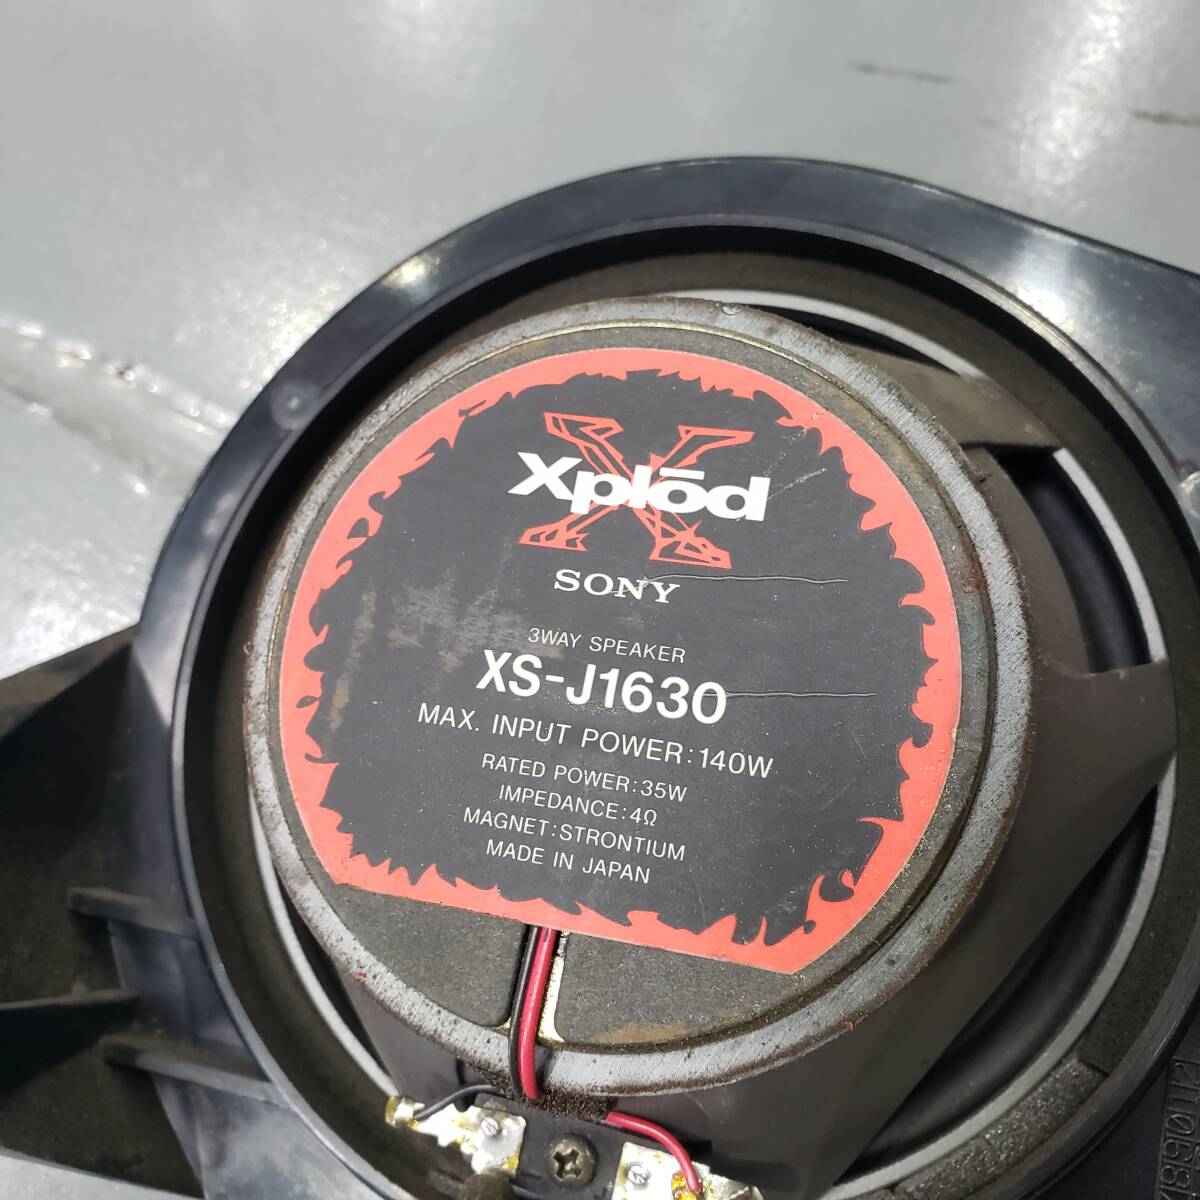 X
Xplōd
SONY
3WAY SPEAKER
XS-J1630
MAX. INPUT POWER:140W
RATED POWER:35W
IMPEDANCE:4Ω
MAGNET:STRONTIUM
MADE IN JAPAN